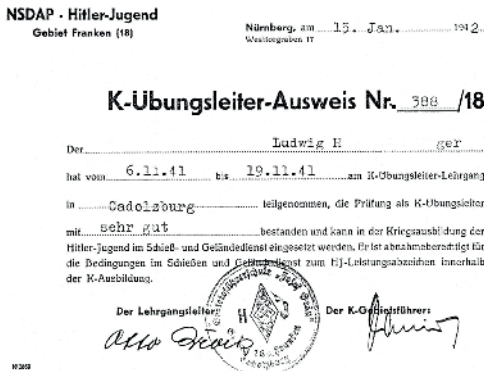 NSDAP · Hitler-Jugend
Gebiet Franken (18)
Nürnberg, am 15. Jan. 1942.
K-Übungsleiter-Ausweis Nr. 388 /18
Der Ludwig H ger
hat vom 6.11.41 bis 19.11.41 am K-Übungsleiter-Lehrgang
in Cadolzburg teilgenommen, die Prüfung als K-Übungsleiter
mit sehr gut bestanden und kann in der Kriegsausbildung der
Hitler-Jugend im Schieß- und Geländedienst eingesetzt werden. Er ist abnahmeberechtigt für
die Bedingungen im Schießen und Geländedienst zum HJ-Leistungsabzeichen innerhalb
der K-Ausbildung.
Der Lehrgangsleiter
Der K-Gebietsführer:
Otto